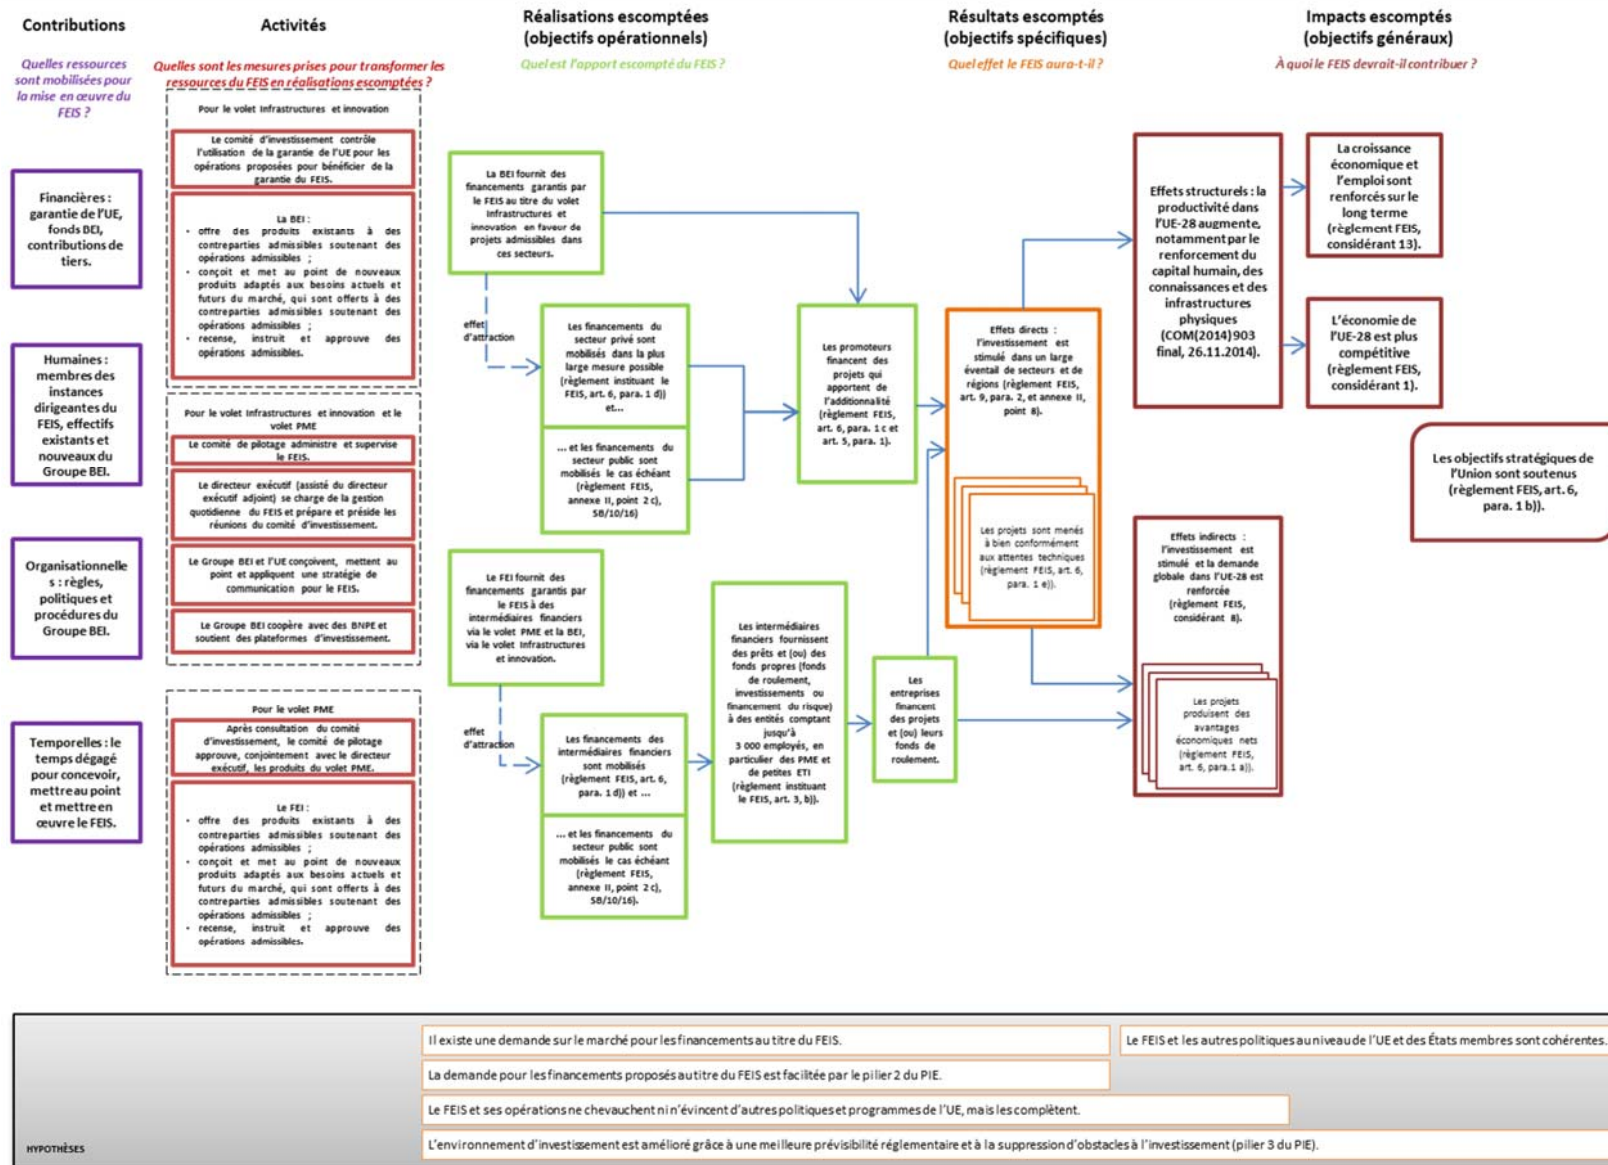 Contributions
Quelles ressources
sont mobilisées pour
la mise en œuvre du
FEIS ?
Financières :
garantie de l'UE,
fonds BEI,
contributions de
tiers.
Humaines :
membres des
instances
dirigeantes du
FEIS, effectifs
existants et
nouveaux du
Groupe BEI.
Organisationnelle
s : règles,
politiques et
procédures du
Groupe BEI.
Temporelles : le
temps dégagé
pour concevoir,
mettre au point
et mettre en
œuvre le FEIS.
Activités
Quelles sont les mesures prises pour transformer les
ressources du FEIS en réalisations escomptées ?
Pour le volet Infrastructures et innovation
Le comité d'investissement contrôle
l'utilisation de la garantie de l'UE pour les
opérations proposées pour bénéficier de la
garantie du FEIS.
La BEI :
• offre des produits existants à des
contreparties admissibles soutenant des
opérations admissibles ;
• conçoit et met au point de nouveaux
produits adaptés aux besoins actuels et
futurs du marché, qui sont offerts à des
contreparties admissibles soutenant des
opérations admissibles ;
• recense, instruit et approuve des
opérations admissibles.
Pour le volet Infrastructures et innovation et le
volet PME
Le comité de pilotage administre et supervise
le FEIS.
Le directeur exécutif (assisté du directeur
exécutif adjoint) se charge de la gestion
quotidienne du FEIS et prépare et préside les
réunions du comité d'investissement.
Le Groupe BEI et l'UE conçoivent, mettent au
point et appliquent une stratégie de
communication pour le FEIS.
Le Groupe BEI coopère avec des BNPE et
soutient des plateformes d'investissement.
Pour le volet PME
Après consultation du comité
d'investissement, le comité de pilotage
approuve, conjointement avec le directeur
exécutif, les produits du volet PME.
Le FEI :
• offre des produits existants à des
contreparties admissibles soutenant des
opérations admissibles ;
• conçoit et met au point de nouveaux
produits adaptés aux besoins actuels et
futurs du marché, qui sont offerts à des
contreparties admissibles soutenant des
opérations admissibles ;
• recense, instruit et approuve des
opérations admissibles.
Réalisations escomptées
(objectifs opérationnels)
Quel est l'apport escompté du FEIS ?
La BEI fournit des
financements garantis par
le FEIS au titre du volet
Infrastructures et
innovation en faveur de
projets admissibles dans
ces secteurs.
effet
d'attraction
Les financements du
secteur privé sont
mobilisés dans la plus
large mesure possible
(règlement instituant le
FEIS, art. 6, para. 1 d))
et...
... et les financements du
secteur public sont
mobilisés le cas échéant
(règlement FEIS,
annexe II, point 2 c),
SB/10/16)
Les promoteurs
financent des
projets qui
apportent de
l'additionnalité
(règlement FEIS,
art. 6, para. 1 c et
art. 5, para. 1).
Le FEI fournit des
financements garantis par
le FEIS à des
intermédiaires financiers
via le volet PME et la BEI,
via le volet Infrastructures
et innovation.
effet
d'attraction
Les financements des
intermédiaires financiers
sont mobilisés
(règlement FEIS, art. 6,
para. 1 d)) et ...
... et les financements du
secteur public sont
mobilisés le cas échéant
(règlement FEIS,
annexe II, point 2 c),
SB/10/16).
Les intermédiaires
financiers fournissent
des prêts et (ou) des
fonds propres (fonds
de roulement,
investissements ou
financement du risque)
à des entités comptant
jusqu'à
3 000 employés, en
particulier des PME et
de petites ETI
(règlement instituant
le FEIS, art. 3, b)).
Les
entreprises
financent
des projets
et (ou) leurs
fonds de
roulement.
Résultats escomptés
(objectifs spécifiques)
Quel effet le FEIS aura-t-il ?
Effets directs :
l'investissement est
stimulé dans un large
éventail de secteurs et de
régions (règlement FEIS,
art. 9, para. 2, et annexe II,
point 8).
Les projets sont menés
à bien conformément
aux attentes techniques
(règlement FEIS, art. 6,
para. 1 e)).
Impacts escomptés
(objectifs généraux)
À quoi le FEIS devrait-il contribuer ?
Effets structurels : la
productivité dans
l'UE-28 augmente,
notamment par le
renforcement du
capital humain, des
connaissances et des
infrastructures
physiques
(COM(2014) 903
final, 26.11.2014).
La croissance
économique et
l'emploi sont
renforcés sur le
long terme
(règlement FEIS,
considérant 13).
L'économie de
l'UE-28 est plus
compétitive
(règlement FEIS,
considérant 1).
Les objectifs stratégiques de
l'Union sont soutenus
(règlement FEIS, art. 6,
para. 1 b)).
Effets indirects :
l'investissement est
stimulé et la demande
globale dans l'UE-28 est
renforcée
(règlement FEIS,
considérant 8).
Les projets
produisent des
avantages
économiques nets
(règlement FEIS,
art. 6, para.1 a)).
HYPOTHÈSES
Il existe une demande sur le marché pour les financements au titre du FEIS.
Le FEIS et les autres politiques au niveau de l'UE et des États membres sont cohérentes.
La demande pour les financements proposés au titre du FEIS est facilitée par le pilier 2 du PIE.
Le FEIS et ses opérations ne chevauchent ni n'évincent d'autres politiques et programmes de l'UE, mais les complètent.
L'environnement d'investissement est amélioré grâce à une meilleure prévisibilité réglementaire et à la suppression d'obstacles à l'investissement (pilier 3 du PIE).